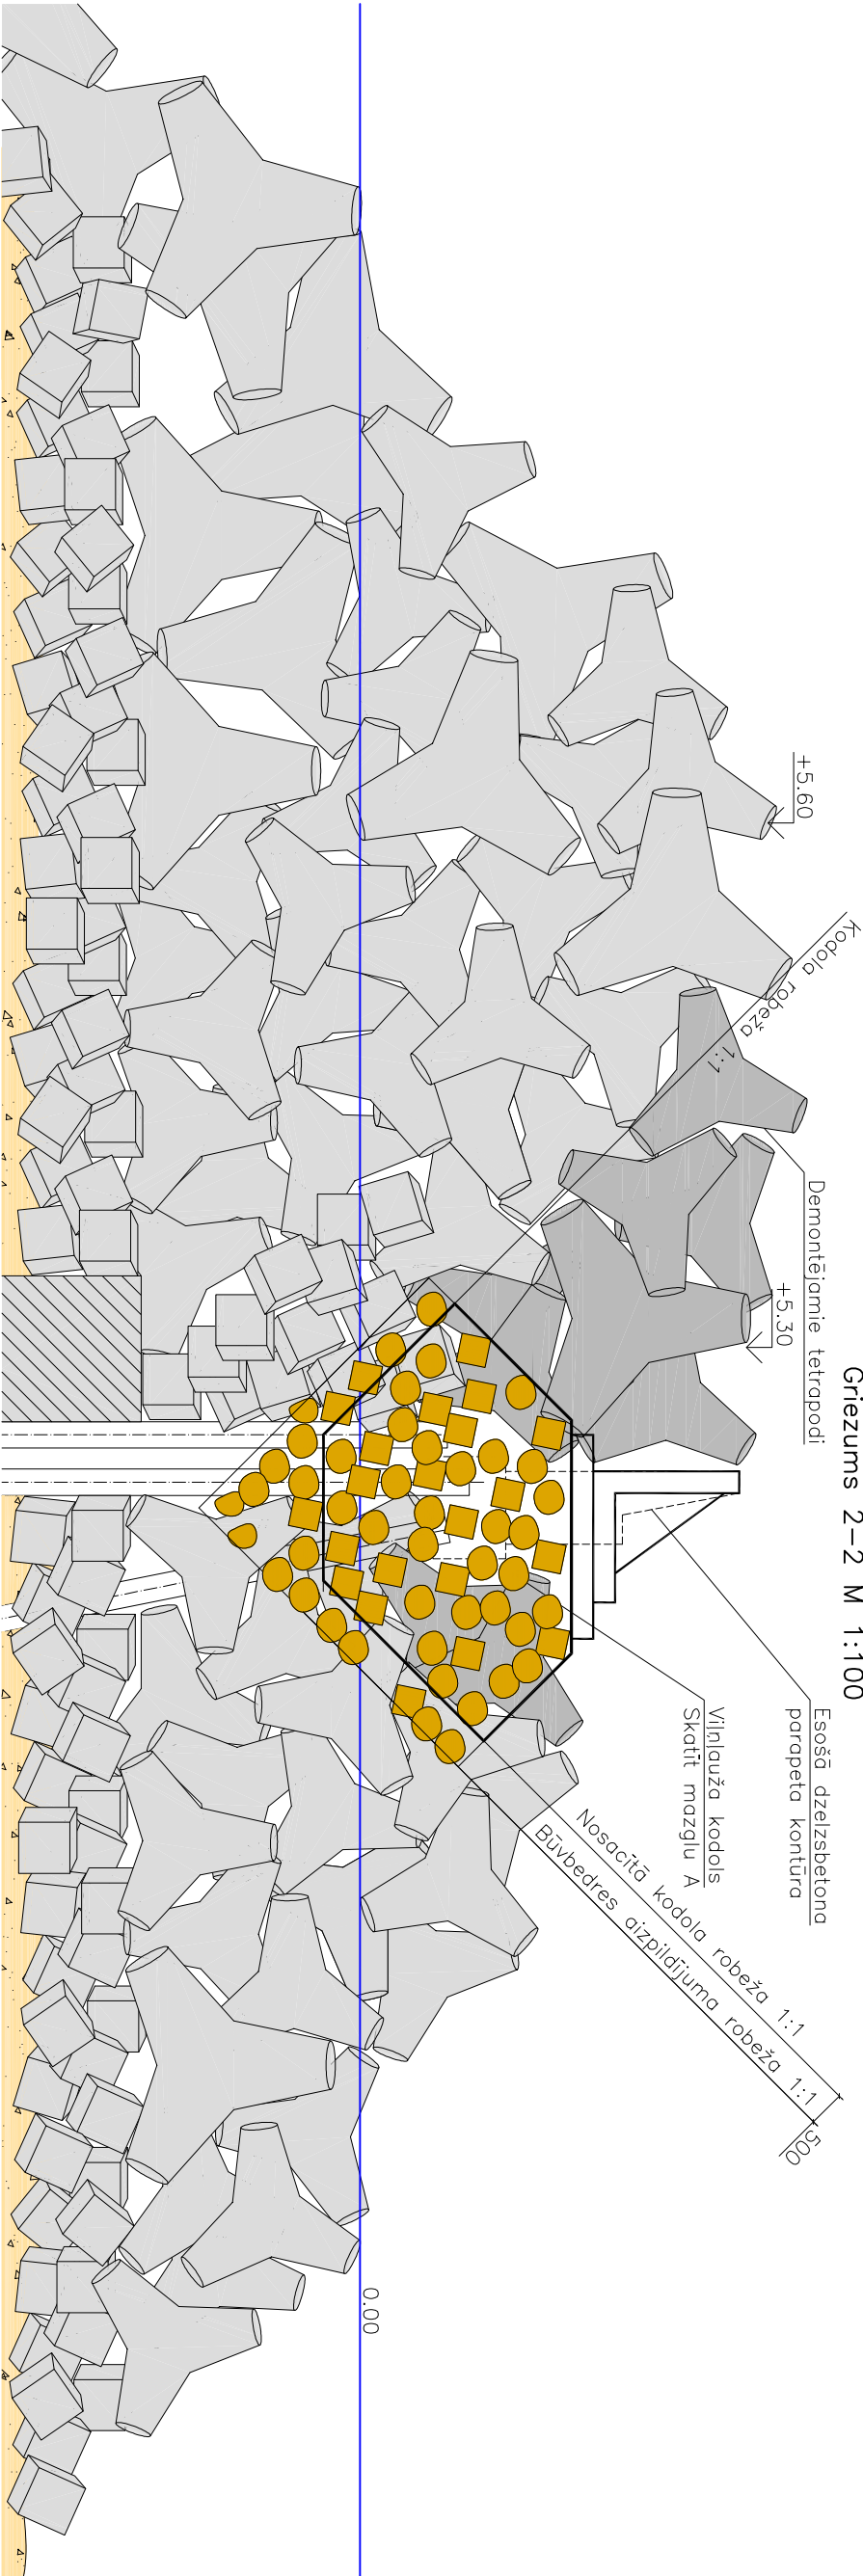 Griezums 2-2 M 1:100
+5.60
Kodola robeža
1:1
Demontējamie tetrapodi
+5.30
Esošā dzelzsbetona
parapeta kontūra
Viļņlauža kodols
Skatīt mazglu A
Nosacītā kodola robeža 1:1
Būvbedres aizpildījuma robeža 1:1
500
0.00